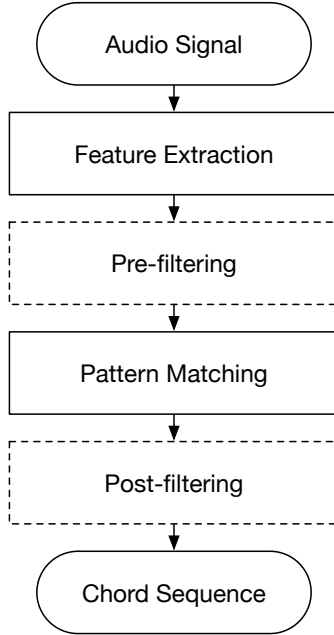 Audio Signal
Feature Extraction
Pre-filtering
Pattern Matching
Post-filtering
Chord Sequence